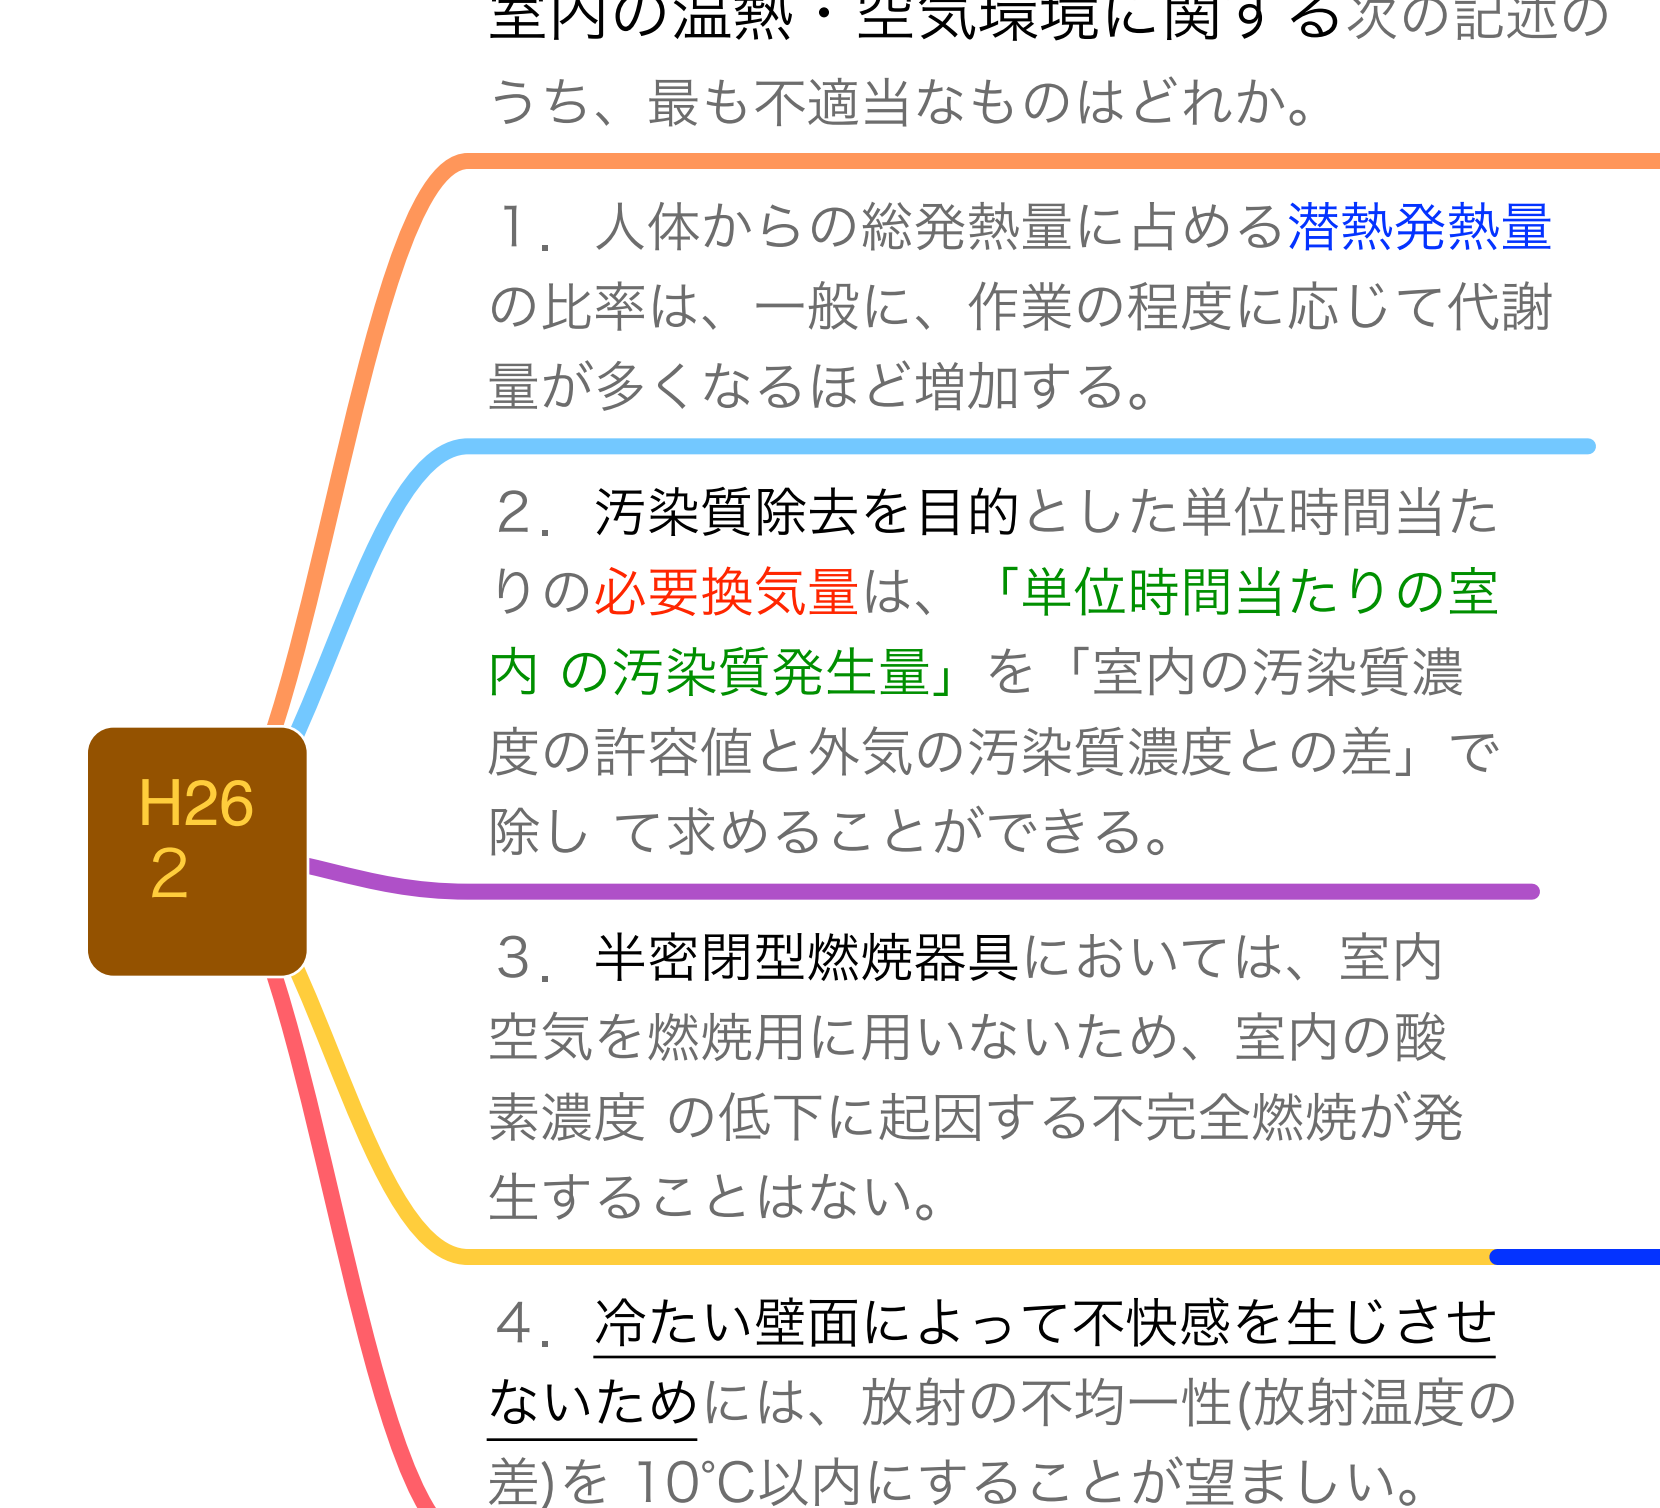 室内の温熱・空気環境に関する次の記述の
うち、最も不適当なものはどれか。
１．人体からの総発熱量に占める潜熱発熱量
の比率は、一般に、作業の程度に応じて代謝
量が多くなるほど増加する。
２．汚染質除去を目的とした単位時間当た
りの必要換気量は、「単位時間当たりの室
内 の汚染質発生量」を「室内の汚染質濃
度の許容値と外気の汚染質濃度との差」で
除し て求めることができる。
H26
２
３．半密閉型燃焼器具においては、室内
空気を燃焼用に用いないため、室内の酸
素濃度 の低下に起因する不完全燃焼が発
生することはない。
４．冷たい壁面によって不快感を生じさせ
ないためには、放射の不均一性(放射温度の
差)を 10℃以内にすることが望ましい。